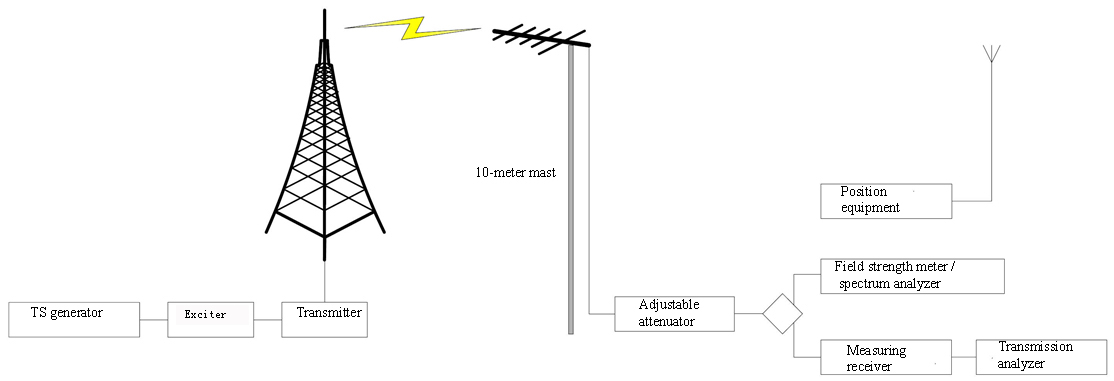 10-meter mast
Position
equipment
Field strength meter /
spectrum analyzer
TS generator
Exciter
Transmitter
Adjustable
attenuator
Measuring
receiver
Transmission
analyzer